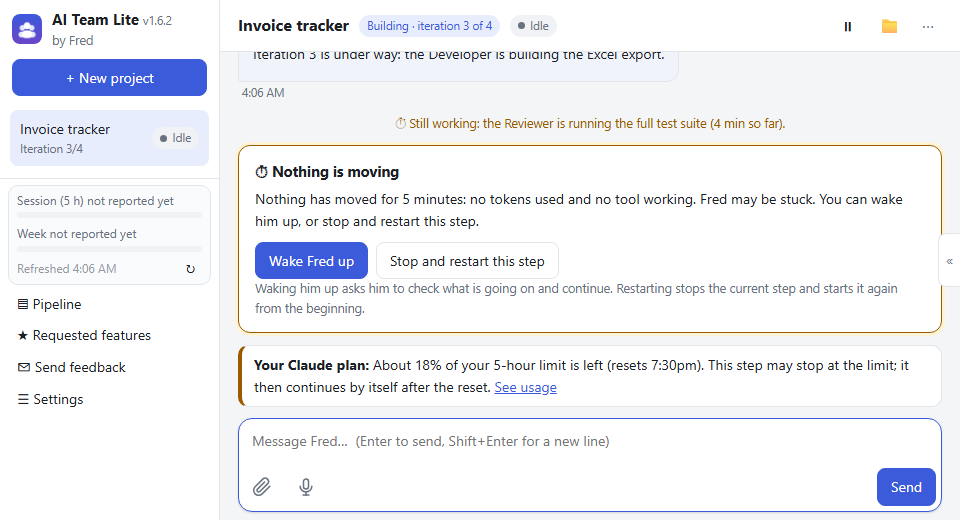 AI Team Lite v1.6.2
by Fred
+ New project
Invoice tracker
Iteration 3/4
Idle
Session (5 h) not reported yet
Week not reported yet
Refreshed 4:06 AM
Pipeline
Requested features
Send feedback
Settings
Invoice tracker
Building · iteration 3 of 4
Idle
Iteration 3 is under way: the Developer is building the Excel export.
4:06 AM
Still working: the Reviewer is running the full test suite (4 min so far).
Nothing is moving
Nothing has moved for 5 minutes: no tokens used and no tool working. Fred may be stuck. You can wake
him up, or stop and restart this step.
Wake Fred up
Stop and restart this step
Waking him up asks him to check what is going on and continue. Restarting stops the current step and starts it again
from the beginning.
Your Claude plan: About 18% of your 5-hour limit is left (resets 7:30pm). This step may stop at the limit; it
then continues by itself after the reset. See usage
Message Fred... (Enter to send, Shift+Enter for a new line)
Send